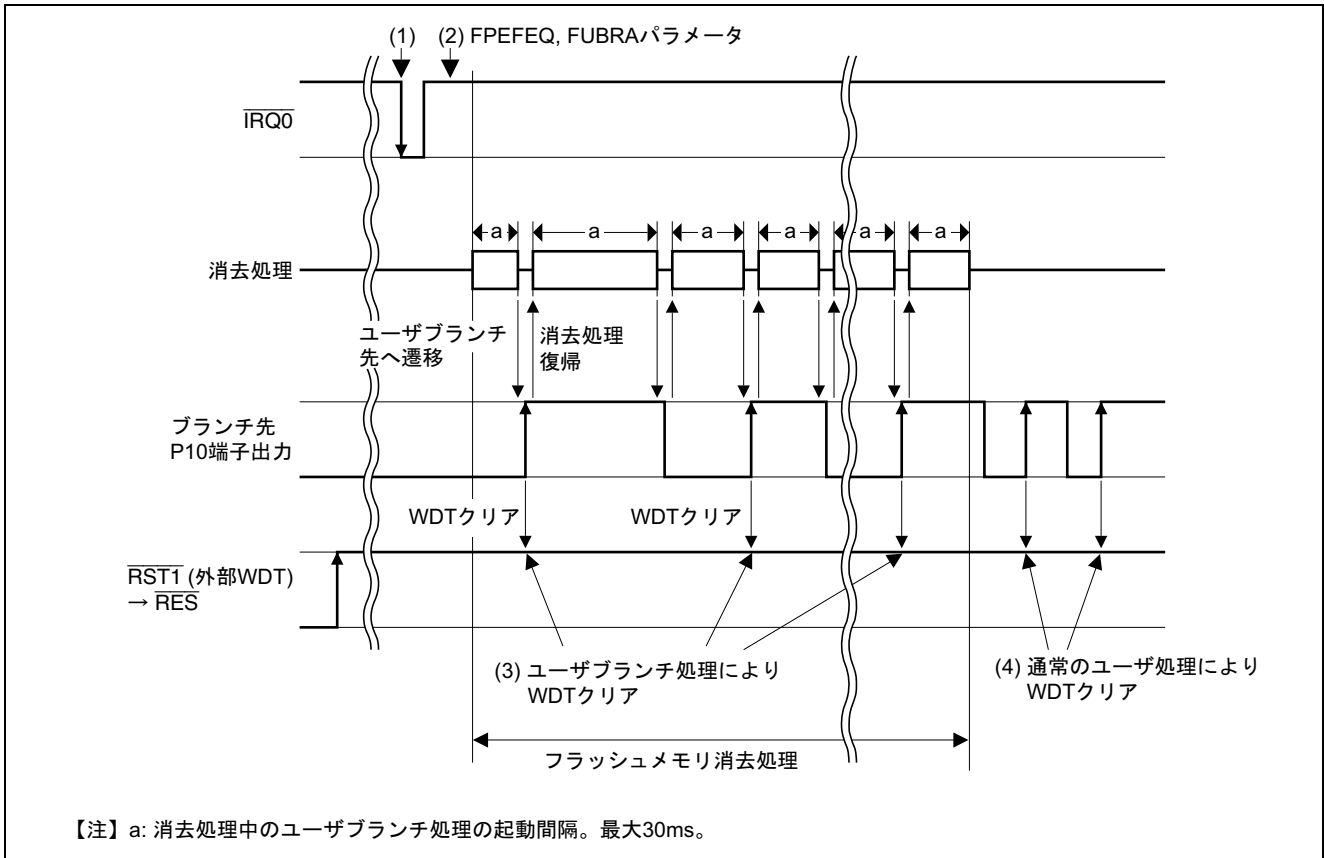 (1) (2) FPEFEQ, FUBRAパラメータ
IRQ0
a a a a a a
消去処理
ユーザブランチ
先へ遷移
消去処理
復帰
ブランチ先
P10端子出力
WDTクリア WDTクリア
RST1 (外部WDT)
→ RES
(3) ユーザブランチ処理により
WDTクリア
(4) 通常のユーザ処理により
WDTクリア
フラッシュメモリ消去処理
【注】a: 消去処理中のユーザブランチ処理の起動間隔。最大30ms。